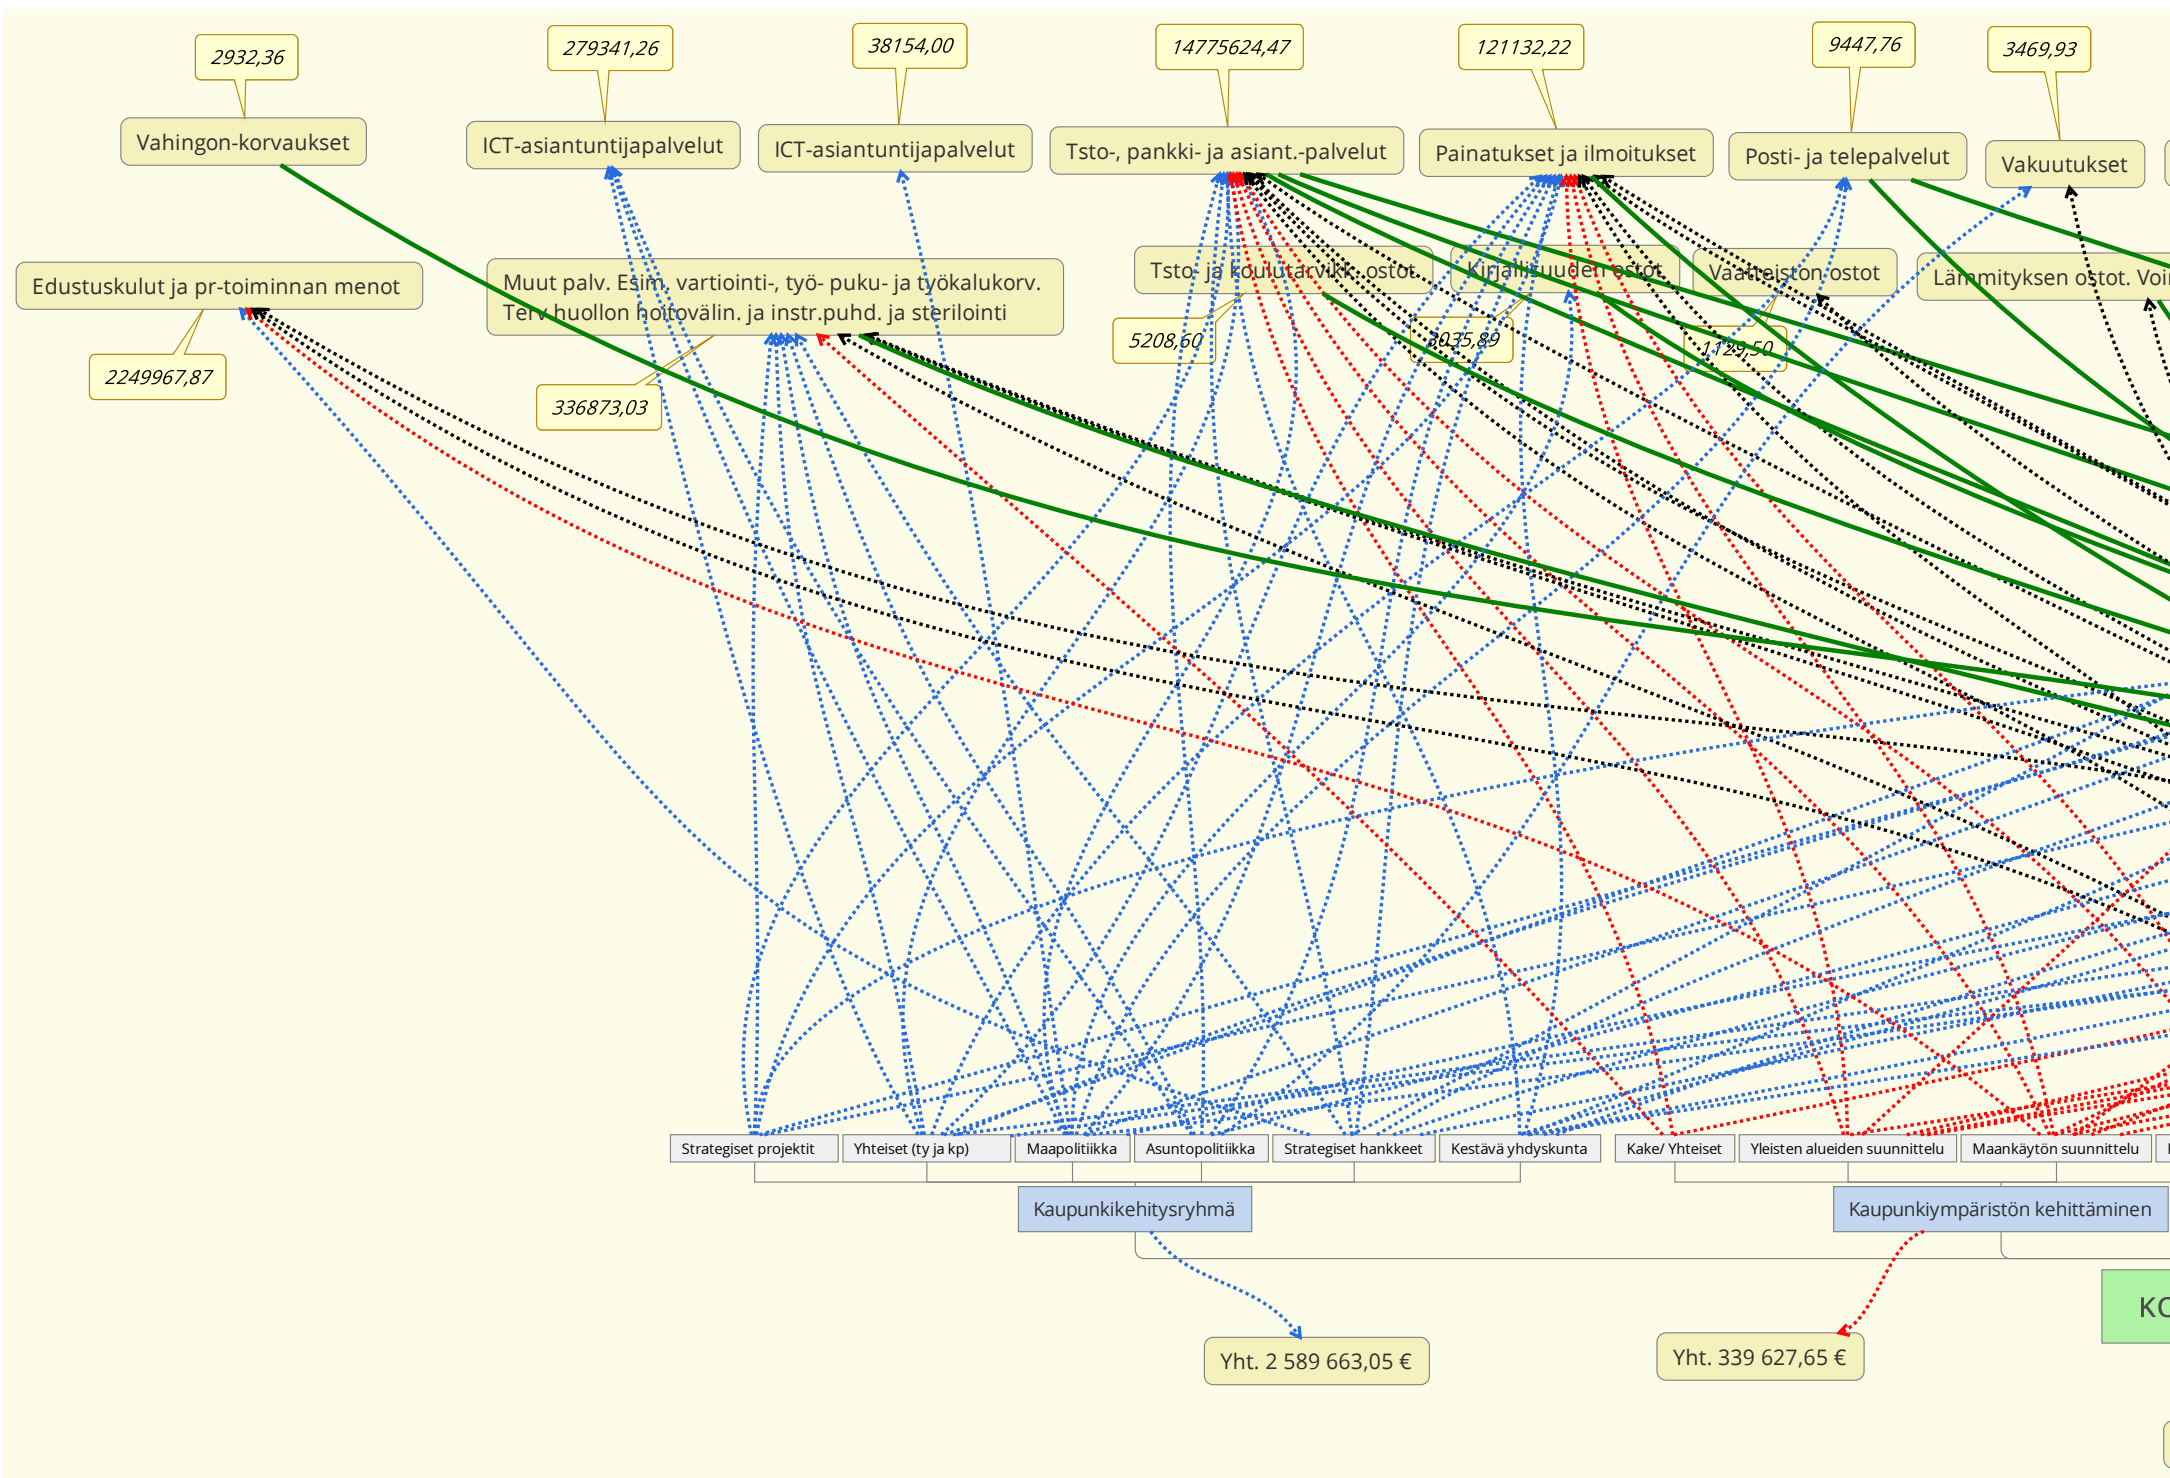 2932,36
279341,26
38154,00
14775624,47
121132,22
9447,76
3469,93
Vahingon-korvaukset
ICT-asiantuntijapalvelut
ICT-asiantuntijapalvelut
Tsto-, pankki- ja asiant.-palvelut
Painatukset ja ilmoitukset
Posti- ja telepalvelut
Vakuutukset
Edustuskulut ja pr-toiminnan menot
Muut palv. Esim. vartiointi-, työ- puku- ja työkalukorv.
Terv.huollon hoitovälin. ja instr.puhd. ja sterilointi
Tsto- ja koulutarvikk. ostot.
Kirjallisuuden ostot.
Vaatteiston ostot
Lämmityksen ostot.
2249967,87
336873,03
5208,60
3035,89
1129,50
Strategiset projektit
Yhteiset (ty ja kp)
Maapolitiikka
Asuntopolitiikka
Strategiset hankkeet
Kestävä yhdyskunta
Kake/ Yhteiset
Yleisten alueiden suunnittelu
Maankäytön suunnittelu
Kaupunkikehitysryhmä
Kaupunkiympäristön kehittäminen
Yht. 2 589 663,05 €
Yht. 339 627,65 €